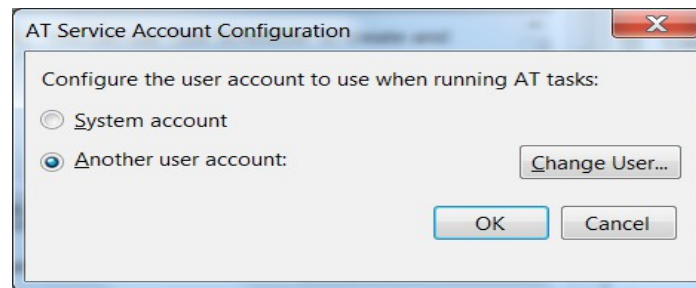 AT Service Account Configuration
Configure the user account to use when running AT tasks:
System account
Another user account:
Change User...
OK
Cancel